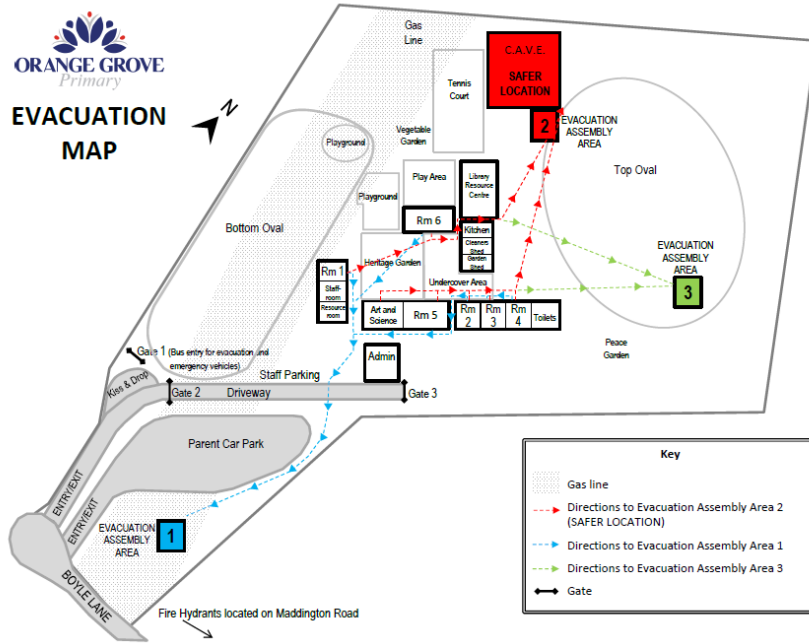 ORANGE GROVE
Primary
EVACUATION
MAP
N
Gas
Line
C.A.V.E.
SAFER
LOCATION
2
EVACUATION
ASSEMBLY
AREA
Tennis
Court
Vegetable
Garden
Playground
Play Area
Library
Resource
Centre
Top Oval
Playground
Bottom Oval
Rm 6
Kitchen
Cleaners
Shed
Garden
Shed
Heritage Garden
Undercover Area
Rm 1
Staff-
room
Resource
room
EVACUATION
ASSEMBLY
AREA
3
Art and
Science
Rm 5
Rm
2
Rm
3
Rm
4
Toilets
Peace
Garden
Admin
Gate 1 (Bus entry for evacuation and
emergency vehicles)
Kiss & Drop
Staff Parking
Gate 2
Driveway
Gate 3
Parent Car Park
ENTRY/EXIT
ENTRY/EXIT
EVACUATION
ASSEMBLY
AREA
1
BOYLE LANE
Fire Hydrants located on Maddington Road
Key
Gas line
Directions to Evacuation Assembly Area 2
(SAFER LOCATION)
Directions to Evacuation Assembly Area 1
Directions to Evacuation Assembly Area 3
Gate